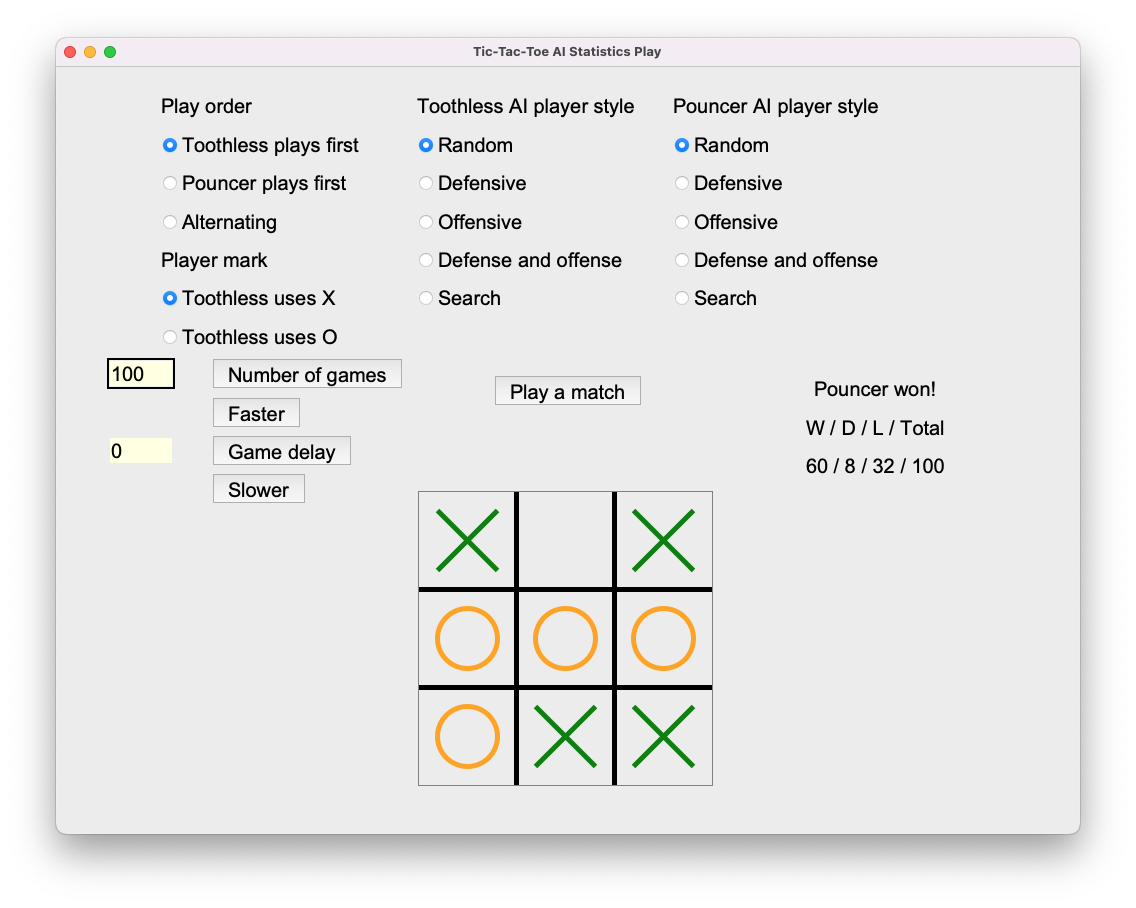 Tic-Tac-Toe AI Statistics Play
Play order
Toothless plays first
Pouncer plays first
Alternating
Player mark
Toothless uses X
Toothless uses O
Toothless AI player style
Random
Defensive
Offensive
Defense and offense
Search
Pouncer AI player style
Random
Defensive
Offensive
Defense and offense
Search
100 Number of games
Faster
0 Game delay
Slower
Play a match
Pouncer won!
W / D / L / Total
60 / 8 / 32 / 100